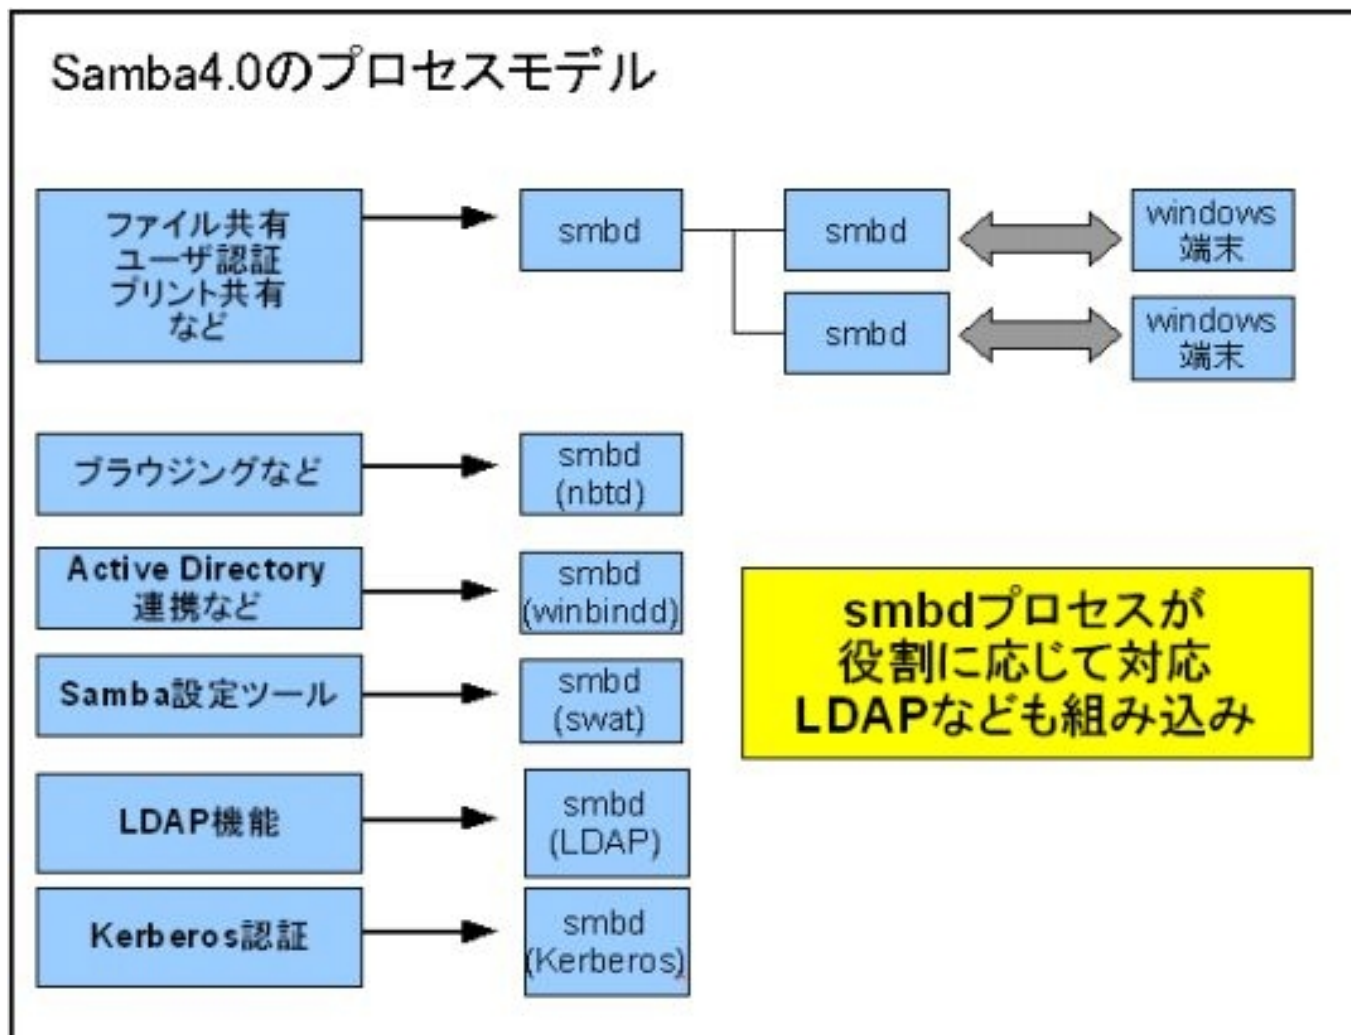 Samba4.0のプロセスモデル
ファイル共有
ユーザ認証
プリント共有
など
smbd
smbd
windows
端末
smbd
windows
端末
ブラウジングなど
smbd
(nbtd)
Active Directory
連携など
smbd
(winbindd)
Samba設定ツール
smbd
(swat)
smbdプロセスが
役割に応じて対応
LDAPなども組み込み
LDAP機能
smbd
(LDAP)
Kerberos認証
smbd
(Kerberos)